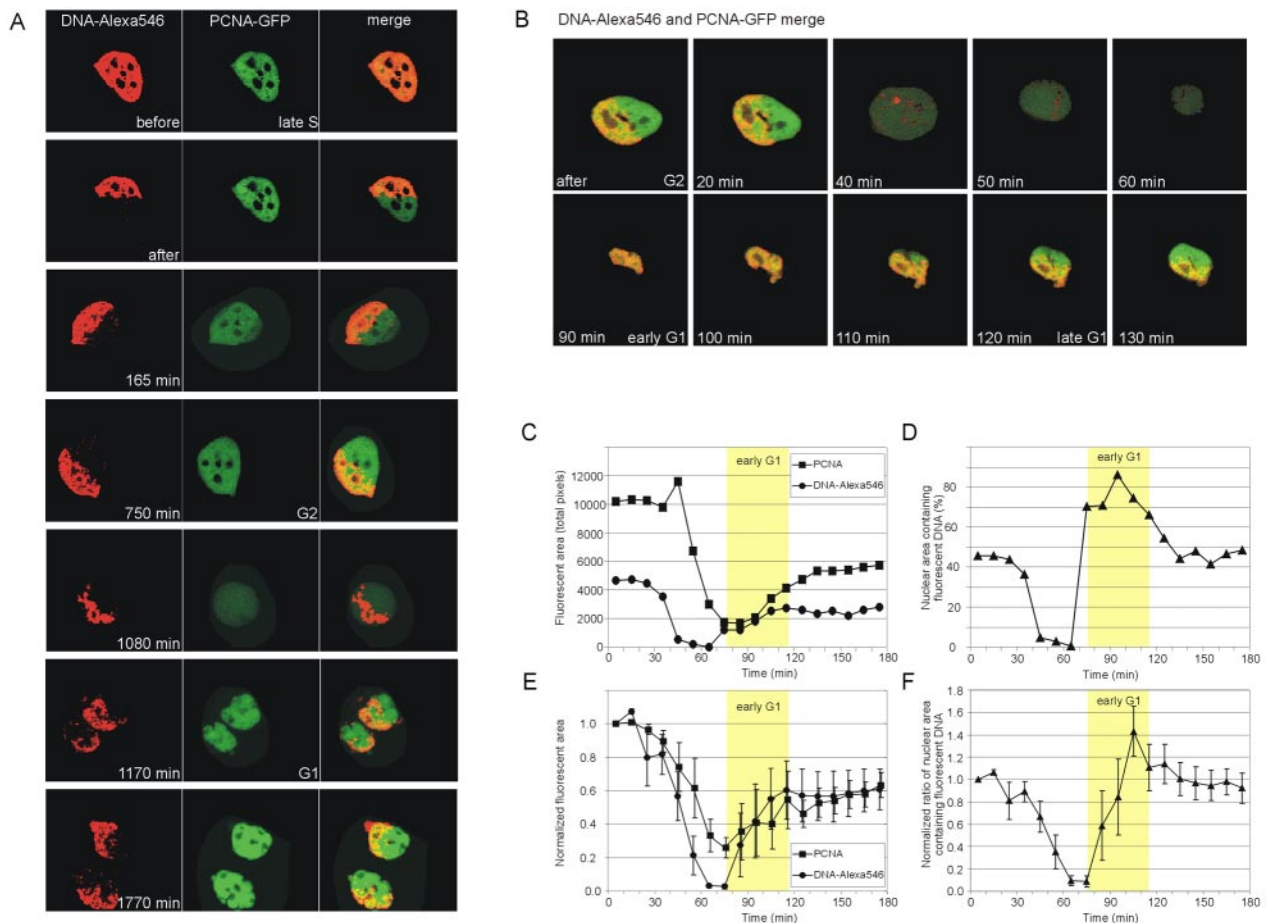 A
DNA-Alexa546 PCNA-GFP merge
before late S
after
165 min
750 min G2
1080 min
1170 min G1
1770 min
B
DNA-Alexa546 and PCNA-GFP merge
after G2 20 min 40 min 50 min 60 min
90 min early G1 100 min 110 min 120 min late G1 130 min
C
early G1
PCNA
DNA-Alexa546
Fluorescent area (total pixels)
12000
10000
8000
6000
4000
2000
0
0 30 60 90 120 150 180
Time (min)
D
early G1
Nuclear area containing
fluorescent DNA (%)
80
60
40
20
0
0 30 60 90 120 150 180
Time (min)
E
early G1
Normalized fluorescent area
1.0
0.8
0.6
0.4
0.2
0.0
PCNA
DNA-Alexa546
0 30 60 90 120 150 180
Time (min)
F
early G1
Normalized ratio of nuclear area
containing fluorescent DNA
1.8
1.6
1.4
1.2
1.0
0.8
0.6
0.4
0.2
0.0
0 30 60 90 120 150 180
Time (min)